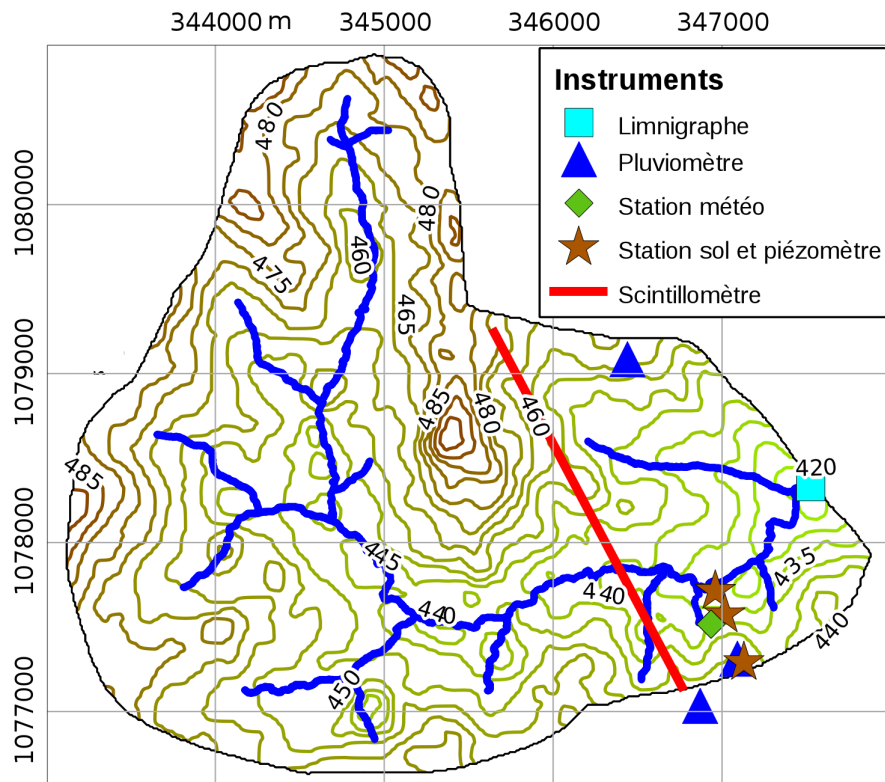 344000 m 345000 346000 347000
Instruments
Limnigraphe
Pluviomètre
Station météo
Station sol et piézomètre
Scintillomètre
1080000
1079000
1078000
1077000
480
480
460
475
465
485
480
460
485
420
445
435
440
440
440
450
s